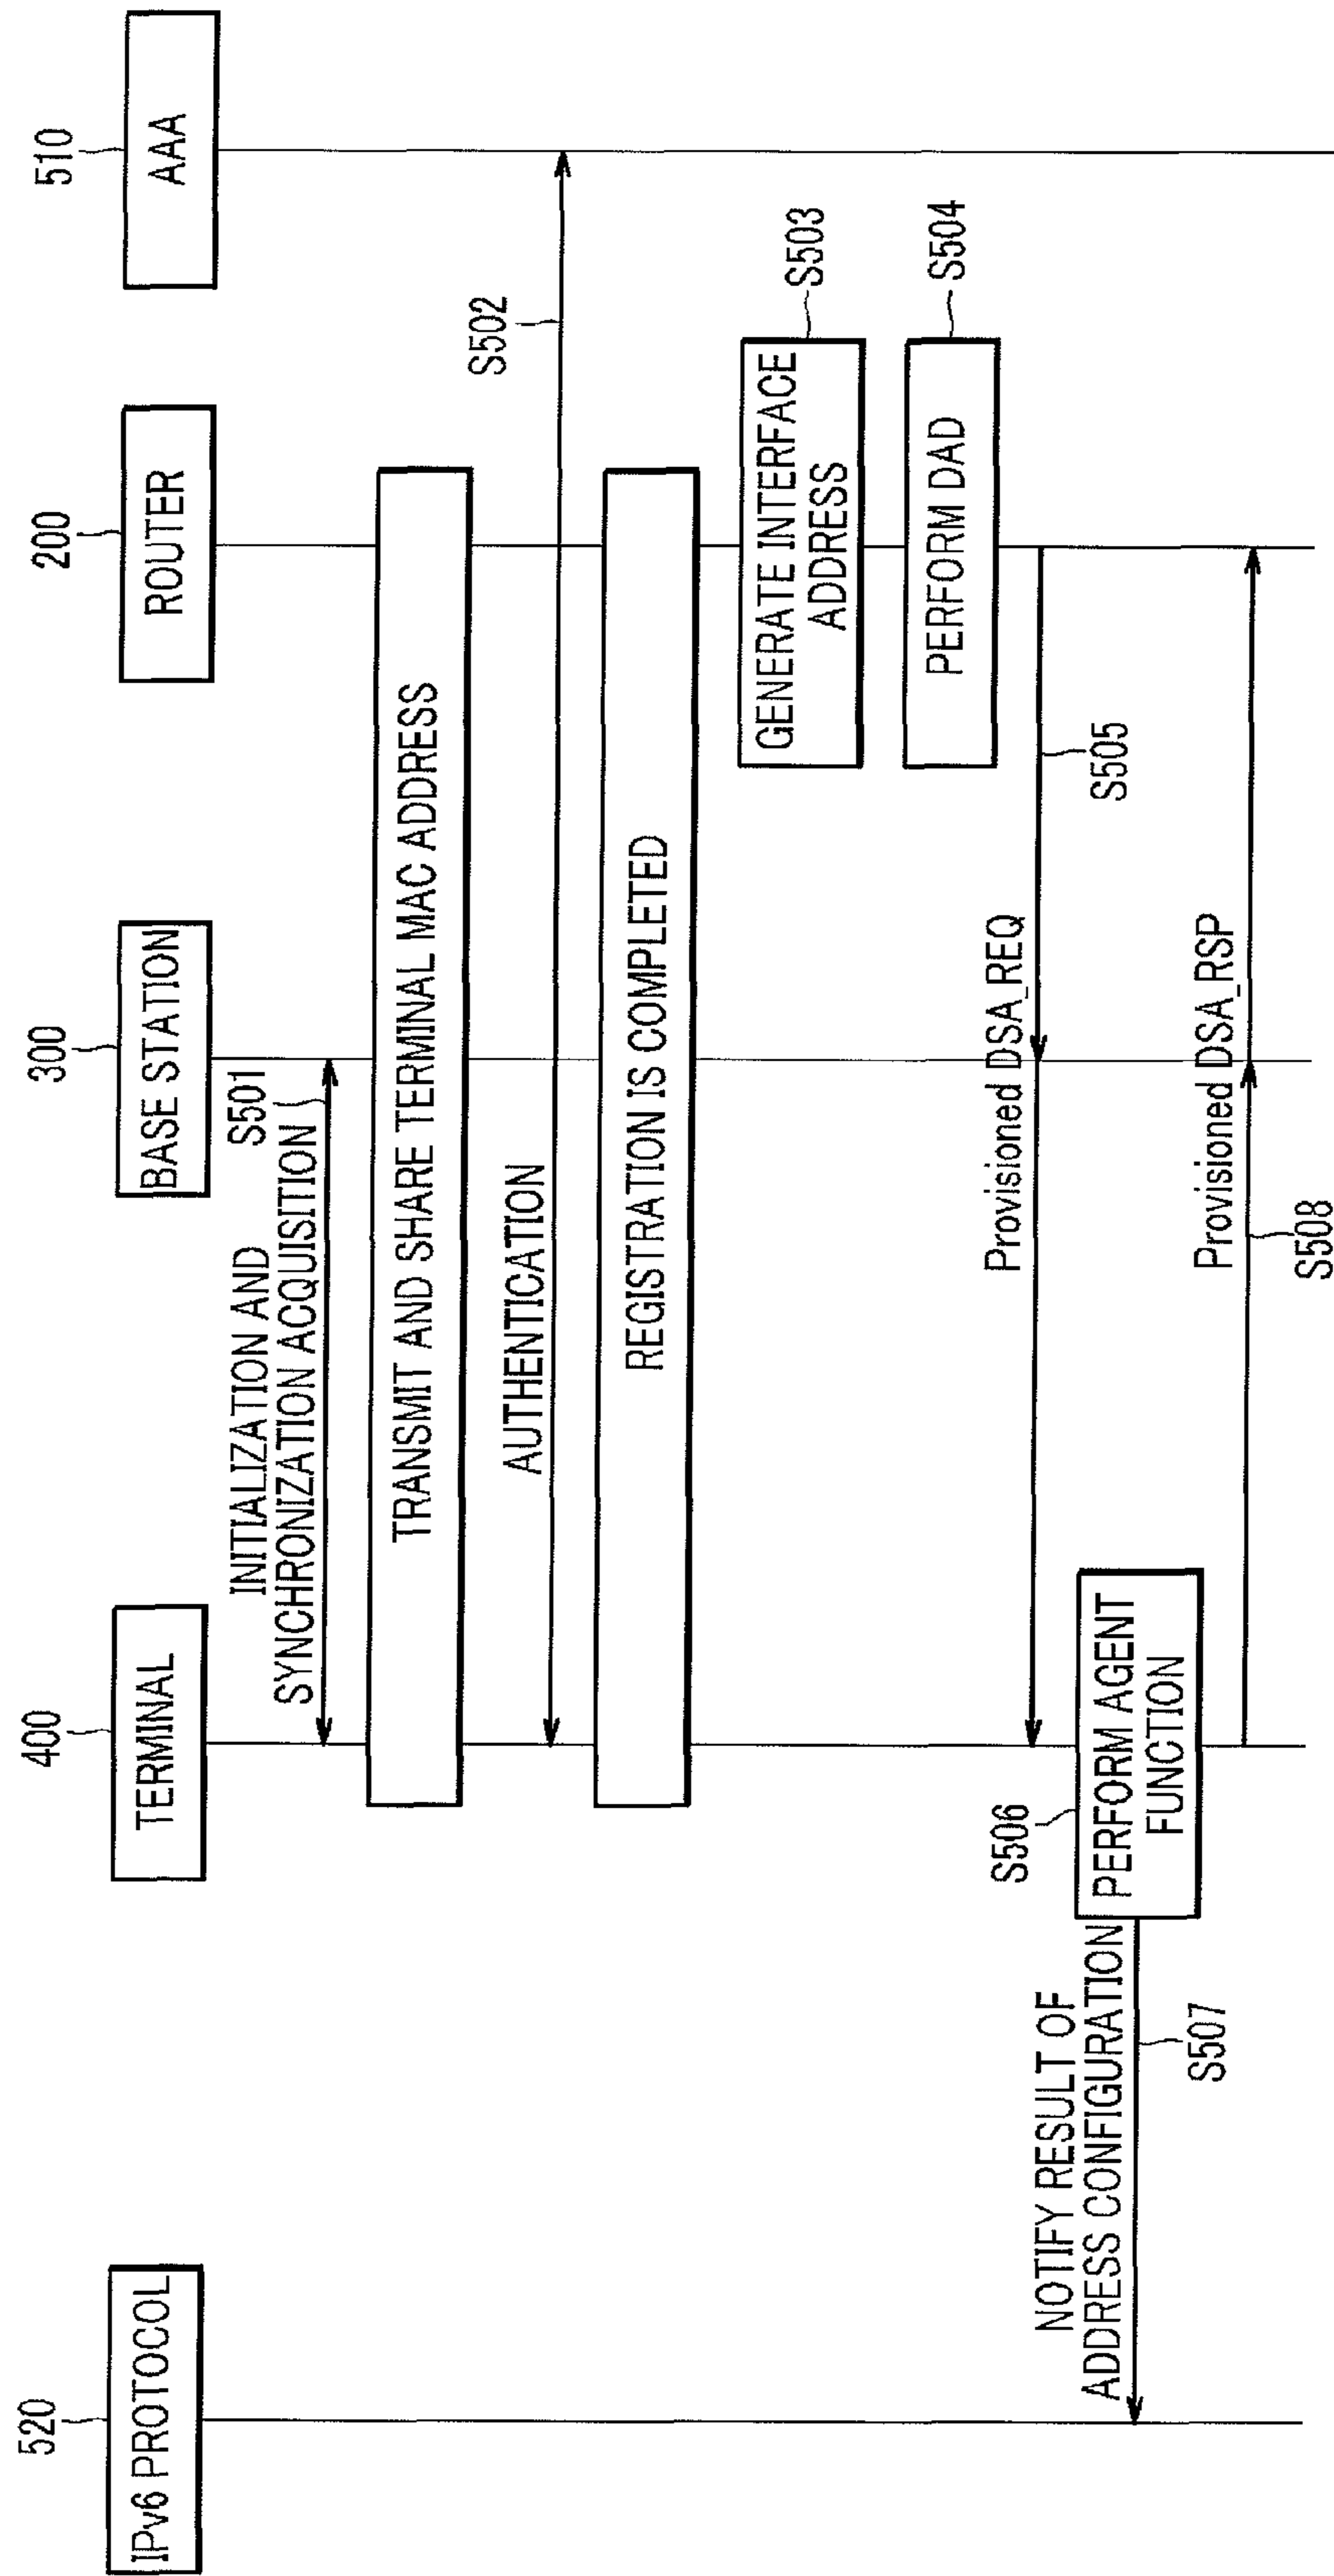 520
400
300
200
510
IPv6 PROTOCOL
TERMINAL
BASE STATION
ROUTER
AAA
INITIALIZATION AND
SYNCHRONIZATION ACQUISITION
S501
TRANSMIT AND SHARE TERMINAL MAC ADDRESS
AUTHENTICATION
S502
REGISTRATION IS COMPLETED
GENERATE INTERFACE
ADDRESS
S503
PERFORM DAD
S504
Provisioned DSA_REQ
S505
S506
PERFORM AGENT
FUNCTION
NOTIFY RESULT OF
ADDRESS CONFIGURATION
S507
Provisioned DSA_RSP
S508